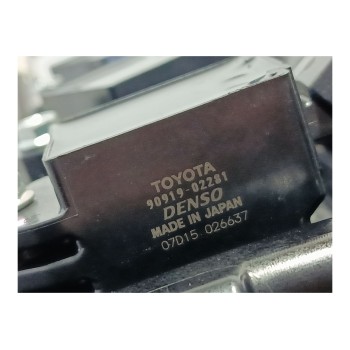 TOYOTA
90919-02281
DENSO
MADE IN JAPAN
07D15 026637